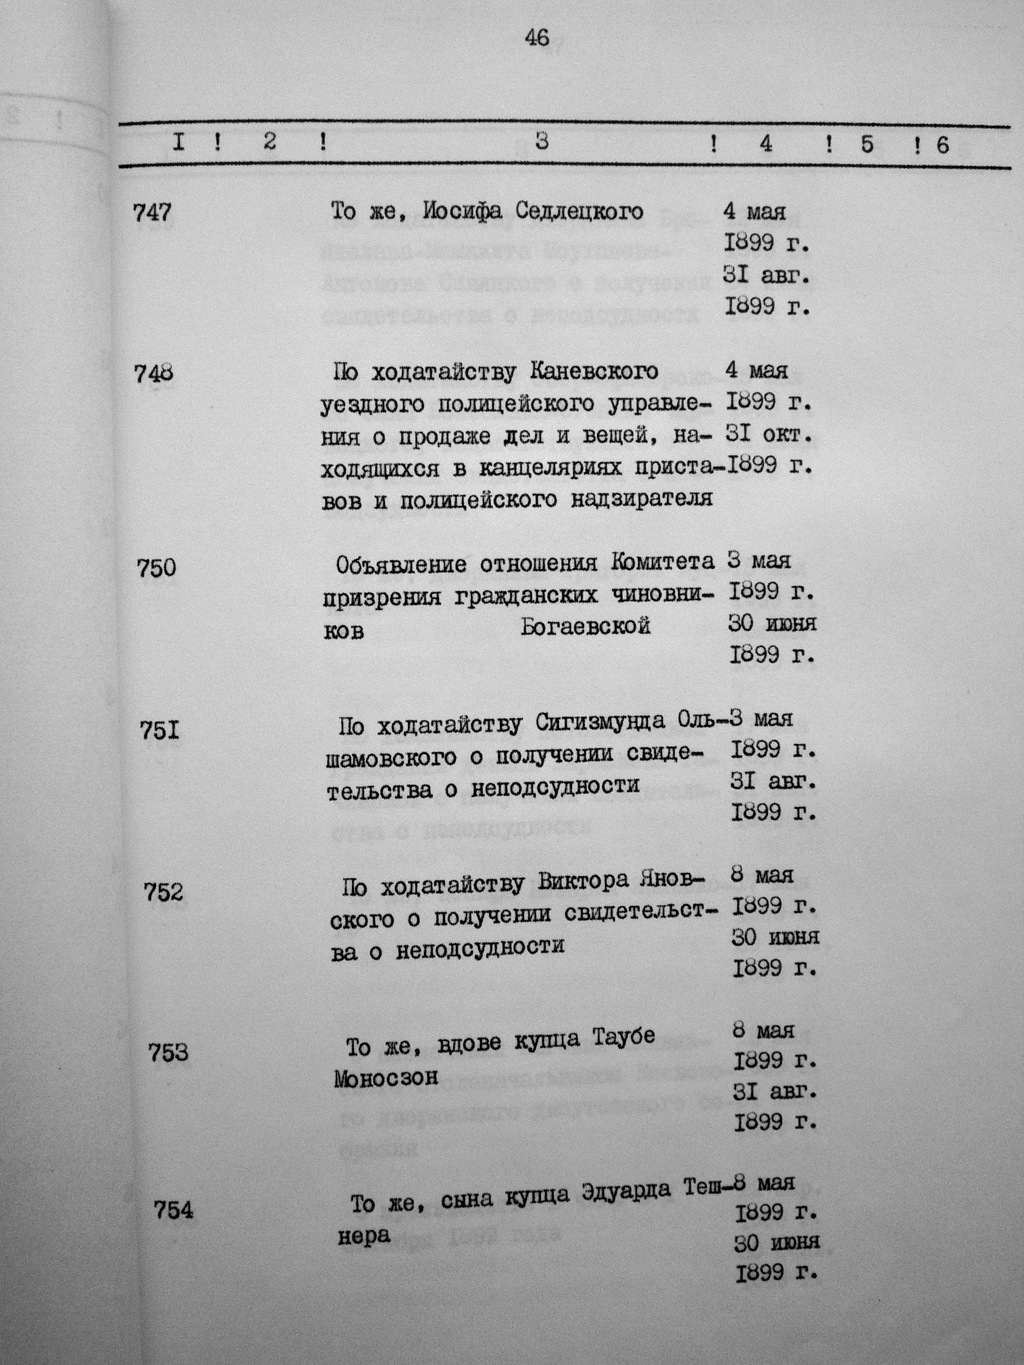 46
I ! 2 ! 3 ! 4 ! 5 ! 6
747 То же, Иосифа Седлецкого 4 мая
1899 г.
31 авг.
1899 г.
748 По ходатайству Каневского 4 мая
уездного полицейского управле- 1899 г.
ния о продаже дел и вещей, на- 31 окт.
ходящихся в канцеляриях приста- 1899 г.
вов и полицейского надзирателя
750 Объявление отношения Комитета 3 мая
призрения гражданских чиновни- 1899 г.
ков Богаевской 30 июня
1899 г.
751 По ходатайству Сигизмунда Оль- 3 мая
шамовского о получении свиде- 1899 г.
тельства о неподсудности 31 авг.
1899 г.
752 По ходатайству Виктора Янов- 8 мая
ского о получении свидетельст- 1899 г.
ва о неподсудности 30 июня
1899 г.
753 То же, вдове купца Таубе 8 мая
Моносзон 1899 г.
31 авг.
1899 г.
754 То же, сына купца Эдуарда Теш- 8 мая
нера 1899 г.
30 июня
1899 г.